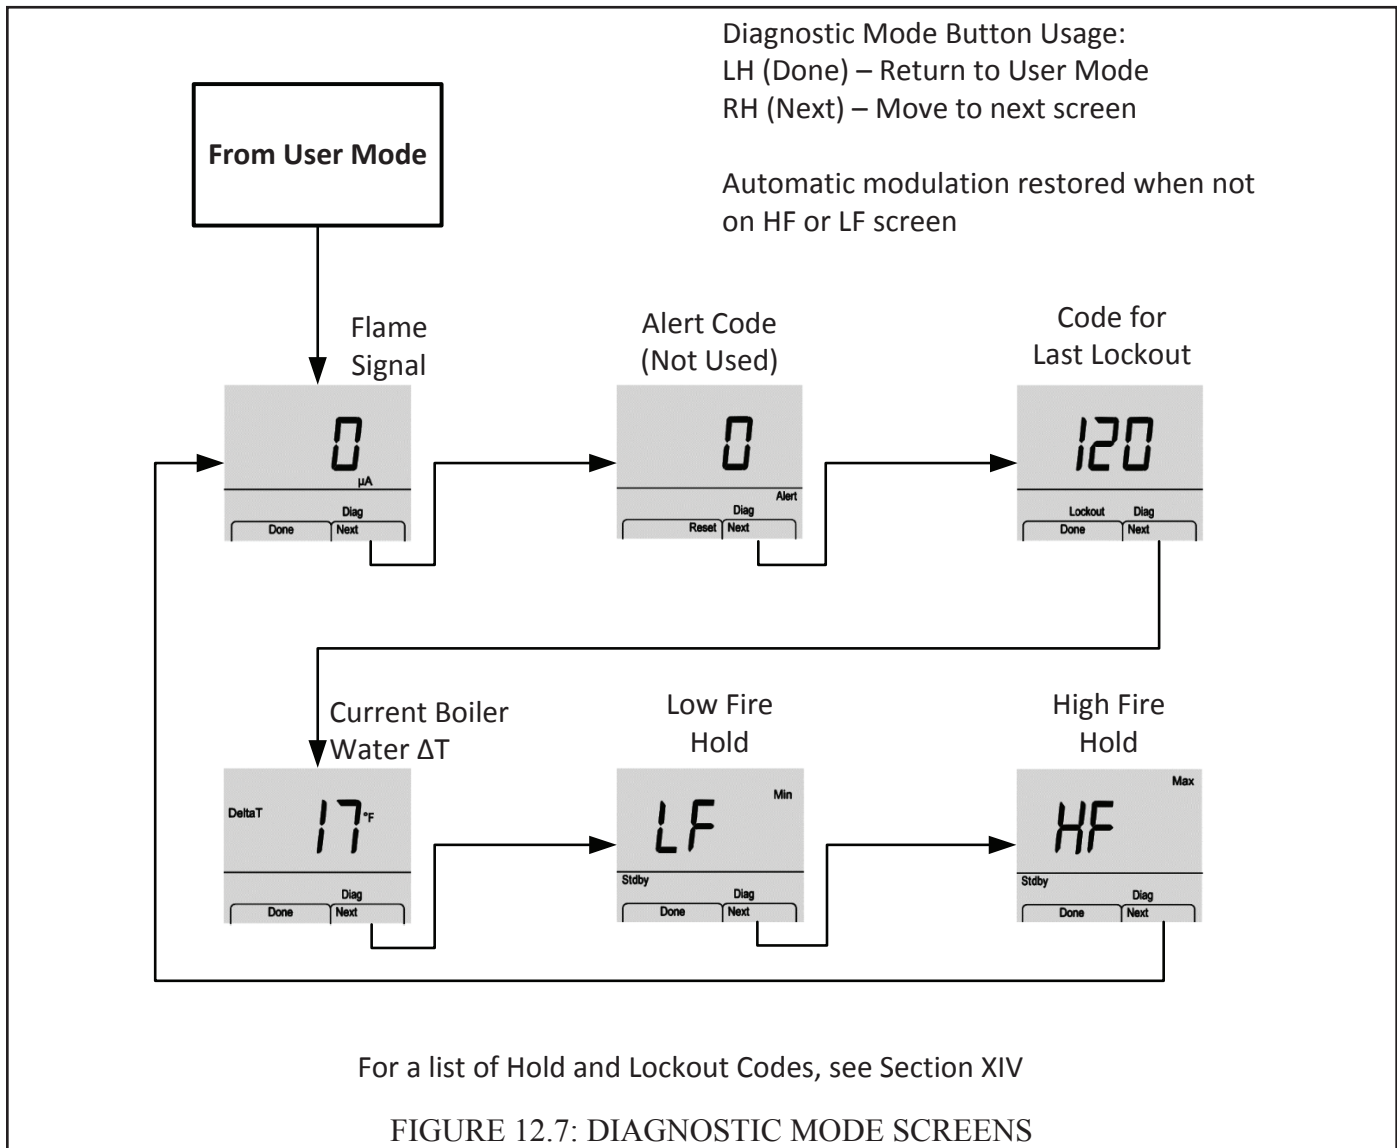 Diagnostic Mode Button Usage:
LH (Done) – Return to User Mode
RH (Next) – Move to next screen
Automatic modulation restored when not
on HF or LF screen
From User Mode
Flame
Signal
0
µA
Diag
Done
Next
Alert Code
(Not Used)
0
Alert
Diag
Reset
Next
Code for
Last Lockout
120
Lockout
Diag
Done
Next
Current Boiler
Water ΔT
DeltaT
17°F
Diag
Done
Next
Low Fire
Hold
LF
Min
Stdby
Diag
Done
Next
High Fire
Hold
Max
HF
Stdby
Diag
Done
Next
For a list of Hold and Lockout Codes, see Section XIV
FIGURE 12.7: DIAGNOSTIC MODE SCREENS